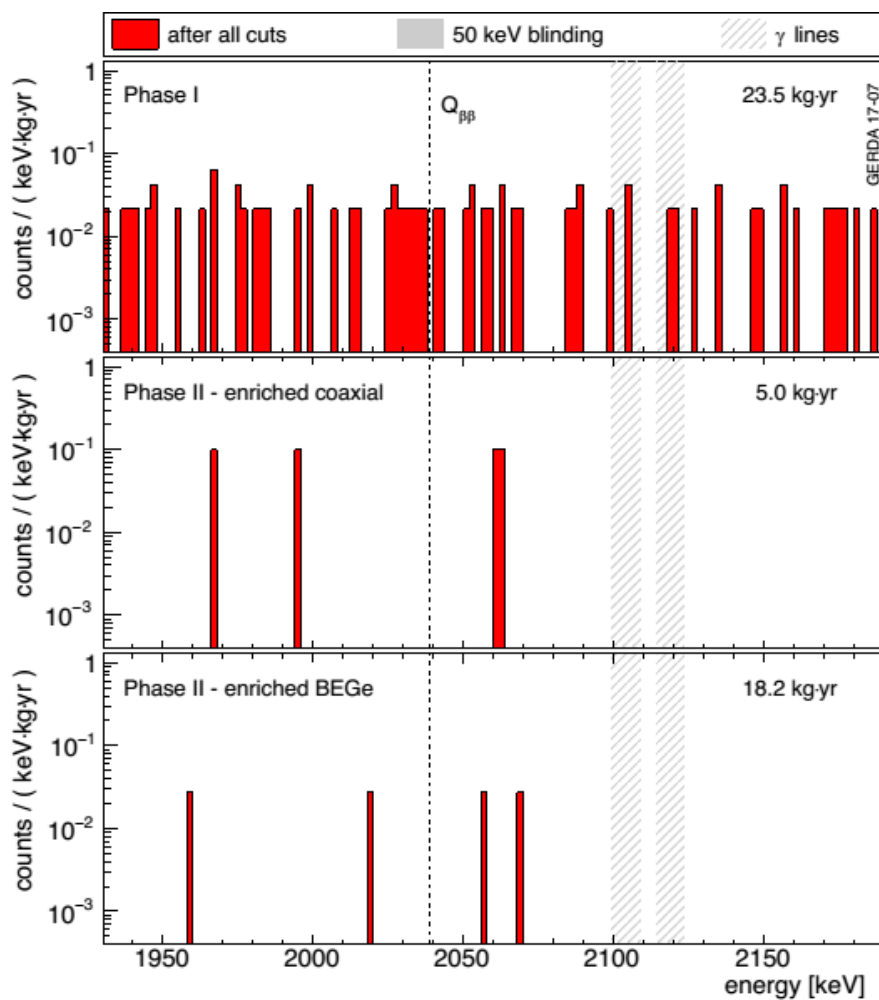 after all cuts 50 keV blinding γ lines
counts / ( keV·kg·yr )
1
10⁻¹
10⁻²
10⁻³
Phase I
Qββ
23.5 kg·yr
GERDA 17-07
counts / ( keV·kg·yr )
1
10⁻¹
10⁻²
10⁻³
Phase II - enriched coaxial
5.0 kg·yr
counts / ( keV·kg·yr )
1
10⁻¹
10⁻²
10⁻³
Phase II - enriched BEGe
18.2 kg·yr
1950 2000 2050 2100 2150
energy [keV]